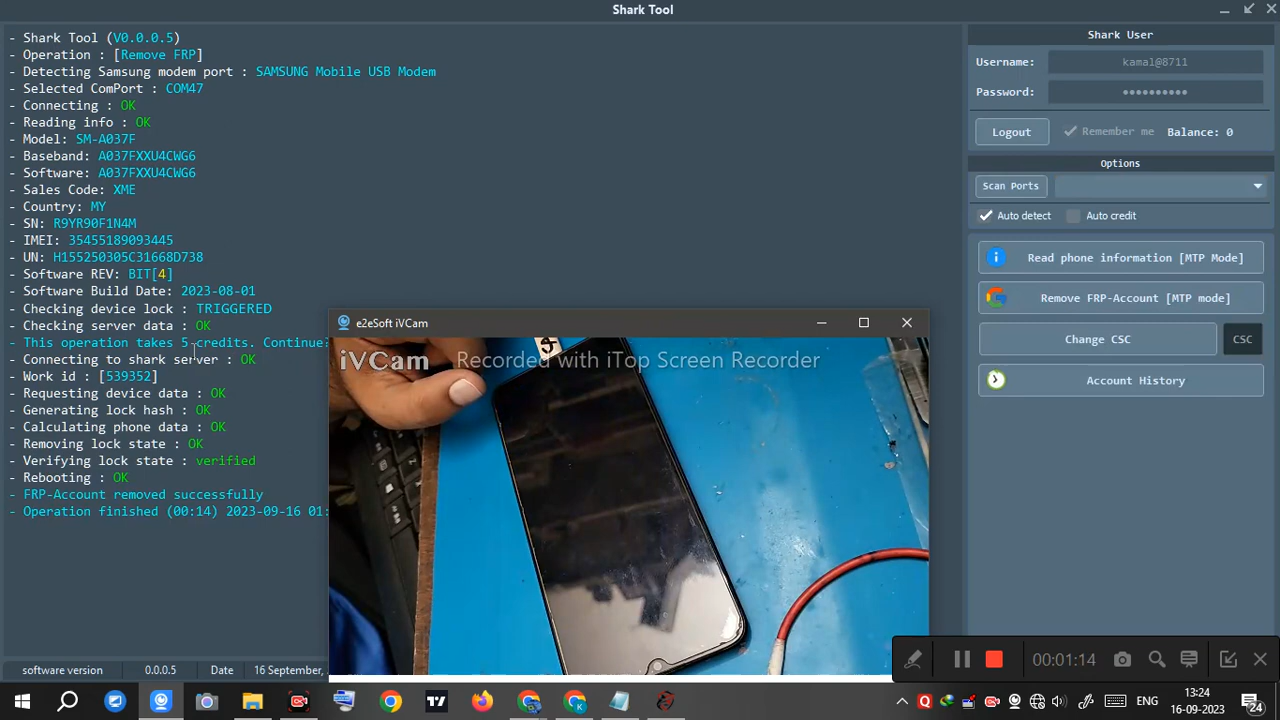 Shark Tool
- Shark Tool (V0.0.0.5)
- Operation : [Remove FRP]
- Detecting Samsung modem port : SAMSUNG Mobile USB Modem
- Selected ComPort : COM47
- Connecting : OK
- Reading info : OK
- Model: SM-A037F
- Baseband: A037FXXU4CWG6
- Software: A037FXXU4CWG6
- Sales Code: XME
- Country: MY
- SN: R9YR90F1N4M
- IMEI: 35455189093445
- UN: H155250305C31668D738
- Software REV: BIT[4]
- Software Build Date: 2023-08-01
- Checking device lock : TRIGGERED
- Checking server data : OK
- This operation takes 5 credits. Continue:
- Connecting to shark server : OK
- Work id : [539352]
- Requesting device data : OK
- Generating lock hash : OK
- Calculating phone data : OK
- Removing lock state : OK
- Verifying lock state : verified
- Rebooting : OK
- FRP-Account removed successfully
- Operation finished (00:14) 2023-09-16 01:
software version 0.0.0.5 Date 16 September,
Shark User
Username: kamal@8711
Password: ••••••••••
Logout Remember me Balance: 0
Options
Scan Ports
Auto detect Auto credit
Read phone information [MTP Mode]
Remove FRP-Account [MTP mode]
Change CSC CSC
Account History
e2eSoft iVCam
iVCam Recorded with iTop Screen Recorder
00:01:14
ENG
13:24
16-09-2023
24